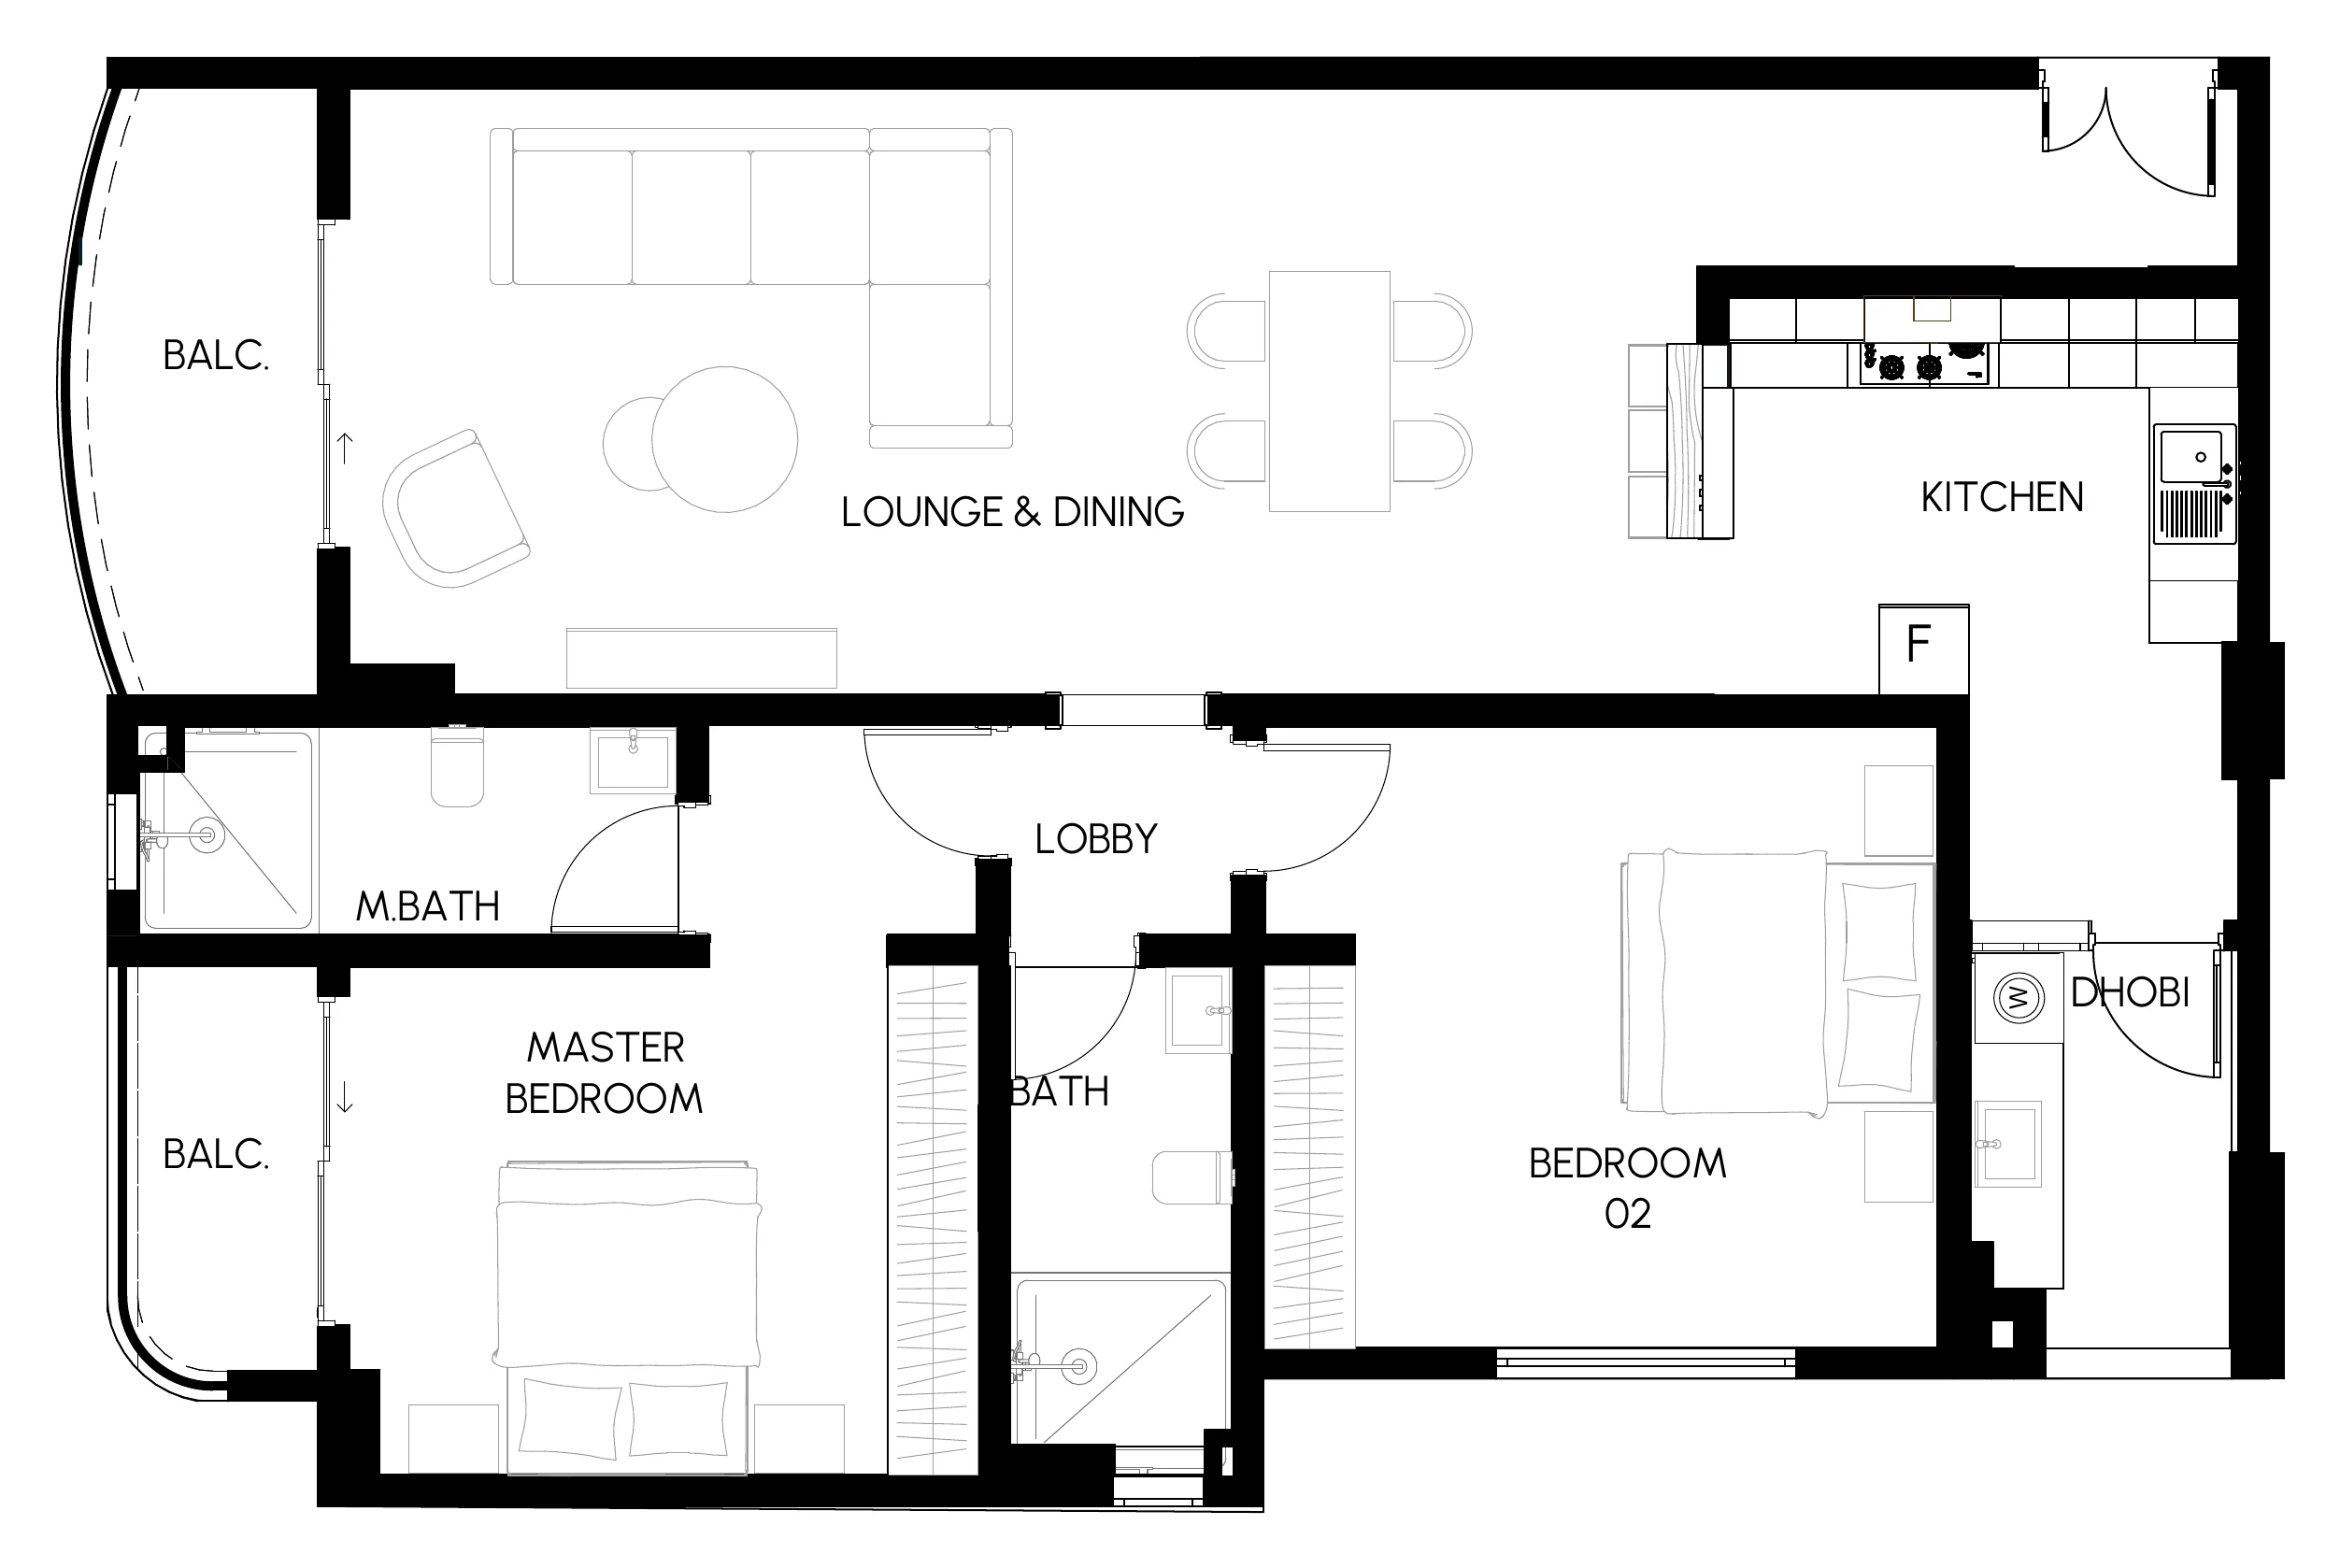 BALC.
LOUNGE & DINING
KITCHEN
F
LOBBY
M.BATH
DHOBI
W
MASTER
BEDROOM
BATH
BALC.
BEDROOM
02